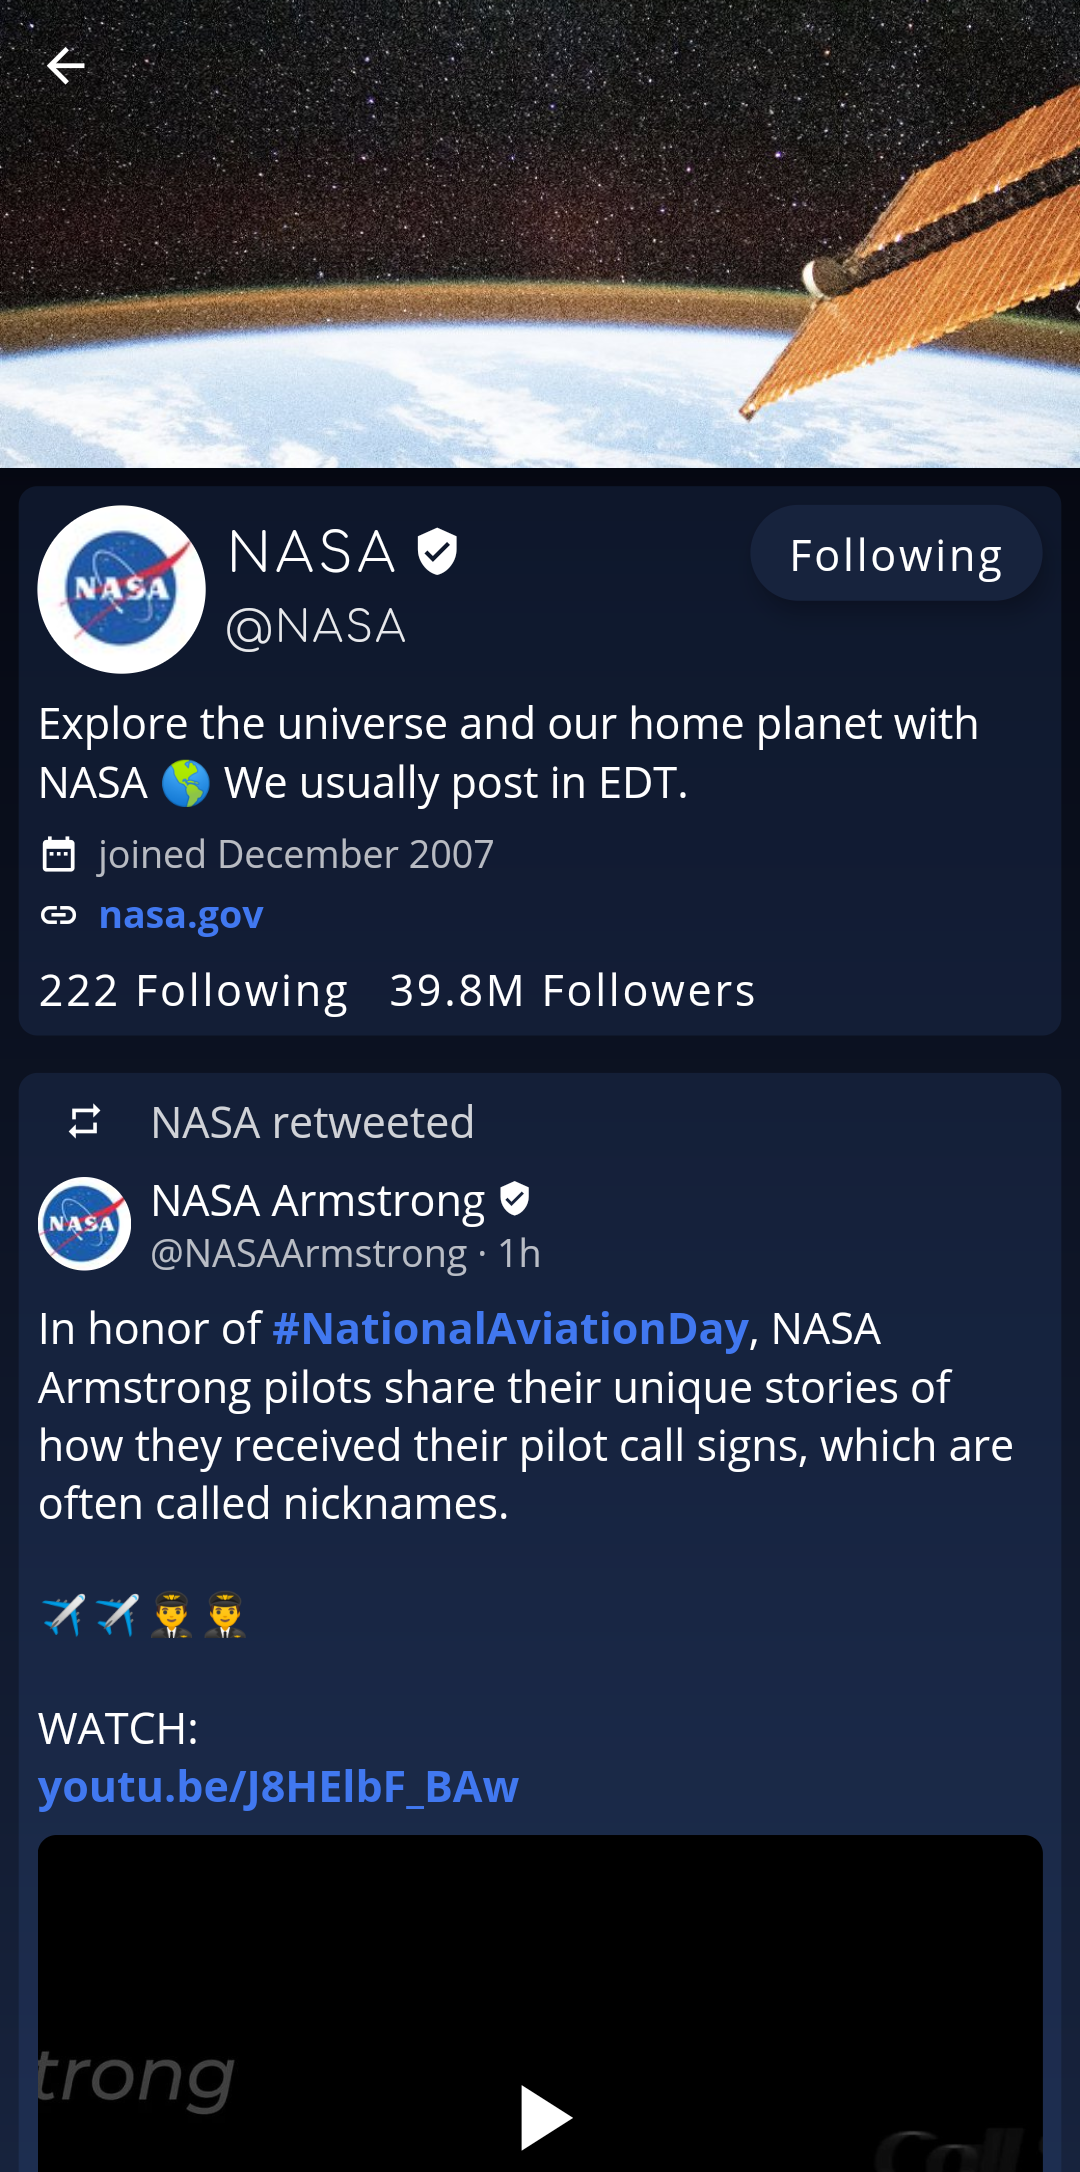 NASA
Following
NASA
@NASA
Explore the universe and our home planet with
NASA 🌎 We usually post in EDT.
joined December 2007
nasa.gov
222 Following 39.8M Followers
NASA retweeted
NASA
NASA Armstrong
@NASAArmstrong · 1h
In honor of #NationalAviationDay, NASA
Armstrong pilots share their unique stories of
how they received their pilot call signs, which are
often called nicknames.
✈️✈️👨‍✈️👨‍✈️
WATCH:
youtu.be/J8HElbF_BAw
trong
Call